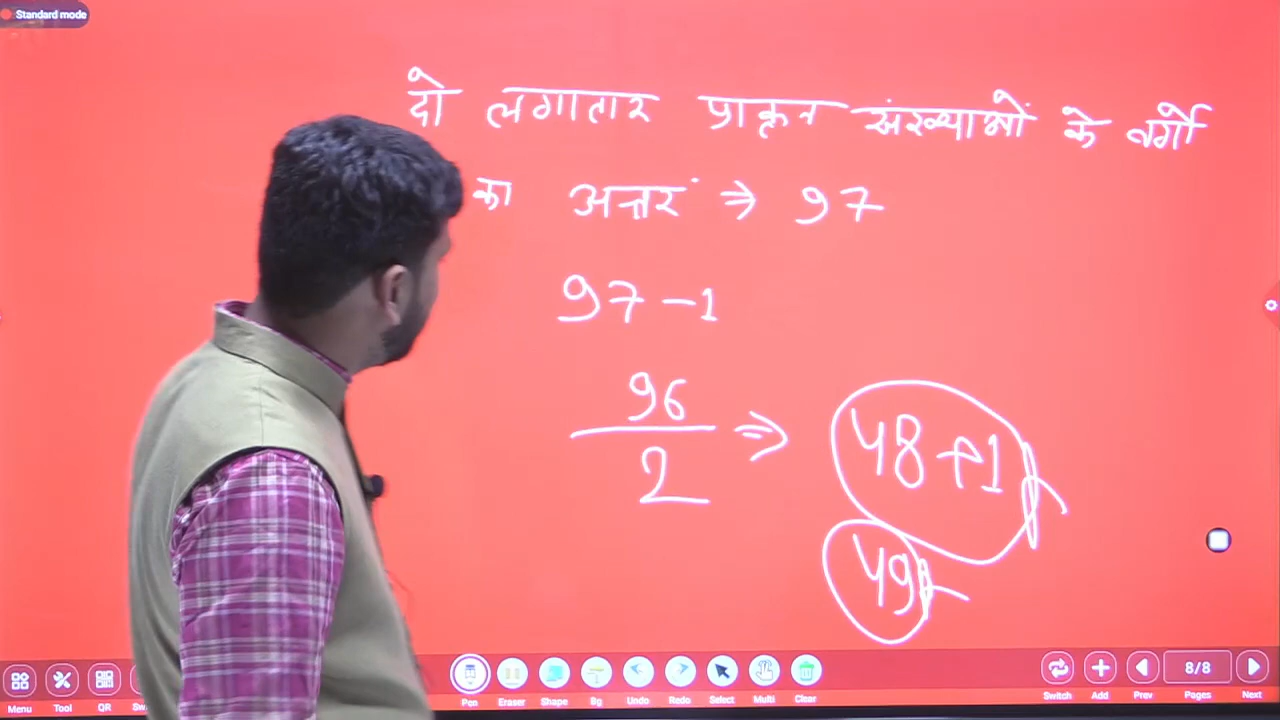 Standard mode
दो लगातार प्राकृत संख्याओं के वर्गों
का अन्तरं ⇒ 97
97 - 1
96
2
⇒ 48+1
49
Menu Tool QR Sw Pen Eraser Shape Bg Undo Redo Select Multi Clear Switch Add Prev 8/8 Pages Next